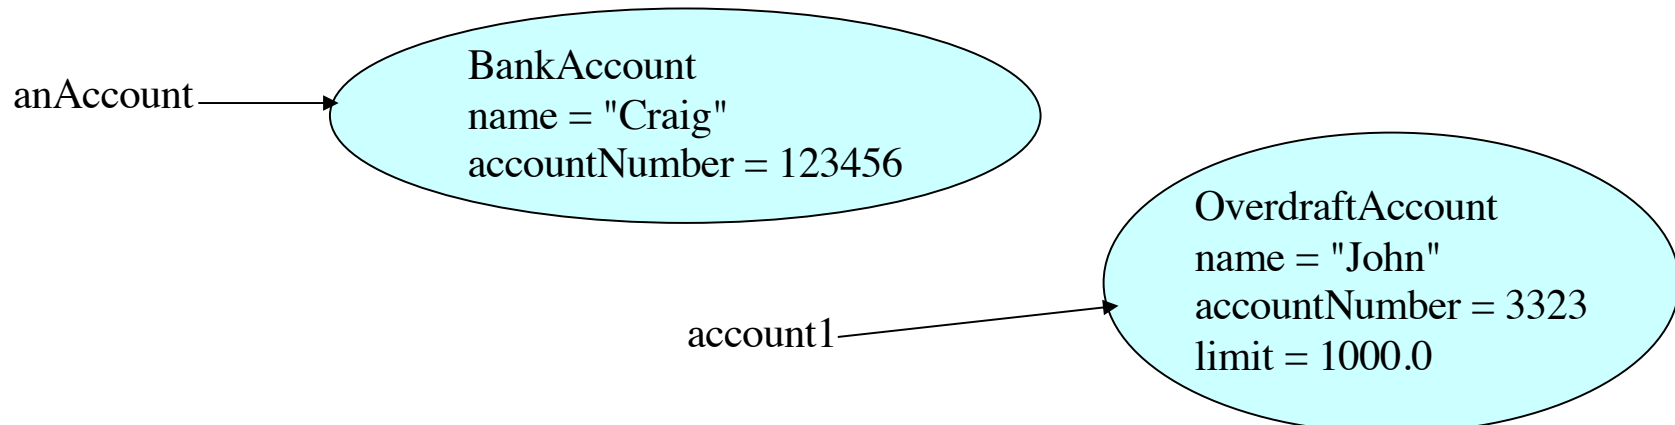 anAccount
BankAccount
name = "Craig"
accountNumber = 123456
account1
OverdraftAccount
name = "John"
accountNumber = 3323
limit = 1000.0